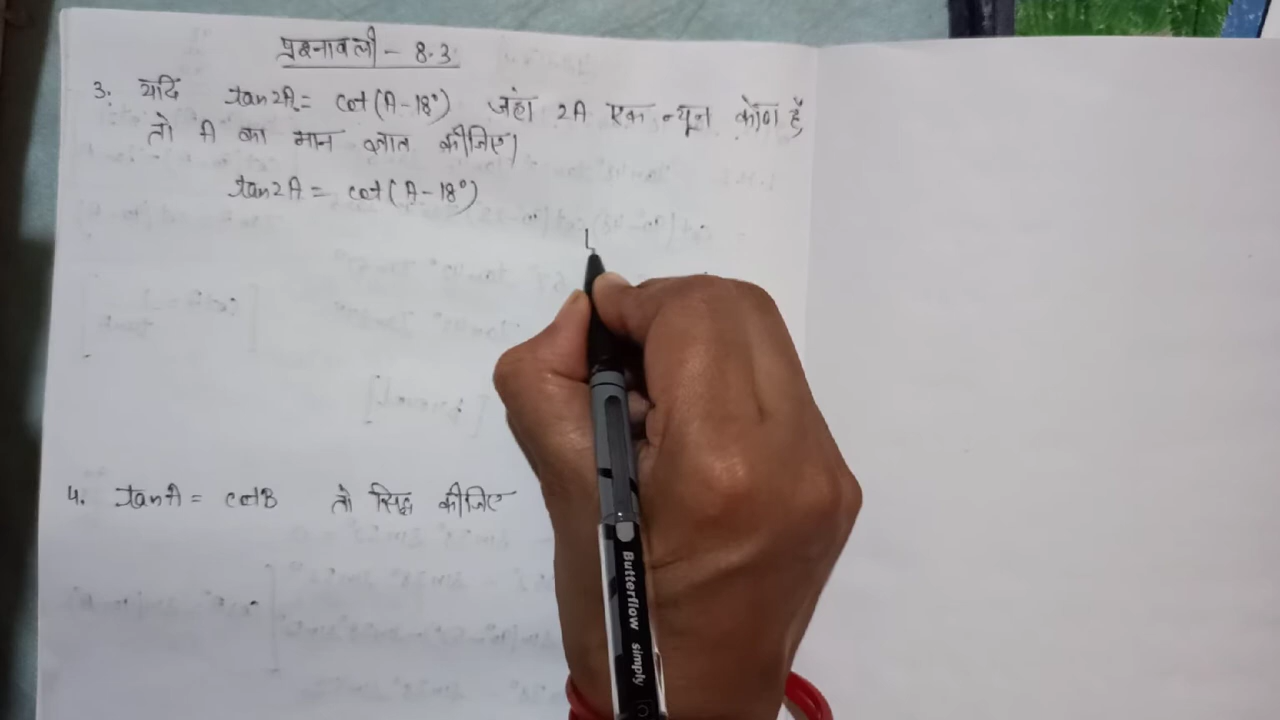 प्रश्नावली - 8.3
3. यदि tan2A = cot(A-18°) जहां 2A एक न्यून कोण हैं
तो A का मान ज्ञात कीजिए।
tan2A = cot(A-18°)
4. tanA = cotB तो सिद्ध कीजिए
Butterflow simply